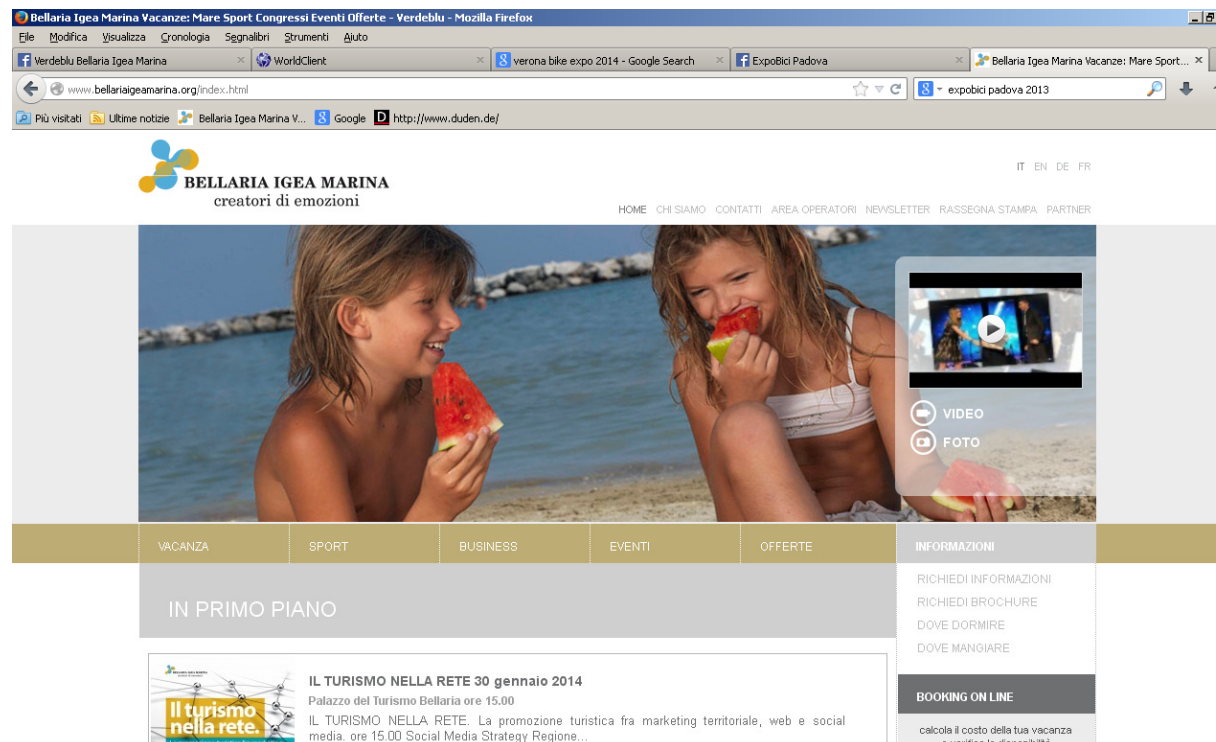 Bellaria Igea Marina Vacanze: Mare Sport Congressi Eventi Offerte - Verdeblu - Mozilla Firefox
File Modifica Visualizza Cronologia Segnalibri Strumenti Aiuto
Verdeblu Bellaria Igea Marina × WorldClient × verona bike expo 2014 - Google Search × ExpoBici Padova × Bellaria Igea Marina Vacanze: Mare Sport... ×
www.bellariaigeamarina.org/index.html expobici padova 2013
Più visitati Ultime notizie Bellaria Igea Marina V... Google D http://www.duden.de/
IT EN DE FR
BELLARIA IGEA MARINA
creatori di emozioni
HOME CHI SIAMO CONTATTI AREA OPERATORI NEWSLETTER RASSEGNA STAMPA PARTNER
VIDEO
FOTO
VACANZA SPORT BUSINESS EVENTI OFFERTE INFORMAZIONI
RICHIEDI INFORMAZIONI
RICHIEDI BROCHURE
DOVE DORMIRE
DOVE MANGIARE
IN PRIMO PIANO
Il turismo
nella rete.
IL TURISMO NELLA RETE 30 gennaio 2014
Palazzo del Turismo Bellaria ore 15.00
IL TURISMO NELLA RETE. La promozione turistica fra marketing territoriale, web e social
media. ore 15.00 Social Media Strategy Regione...
BOOKING ON LINE
calcola il costo della tua vacanza
e verifica la disponibilità